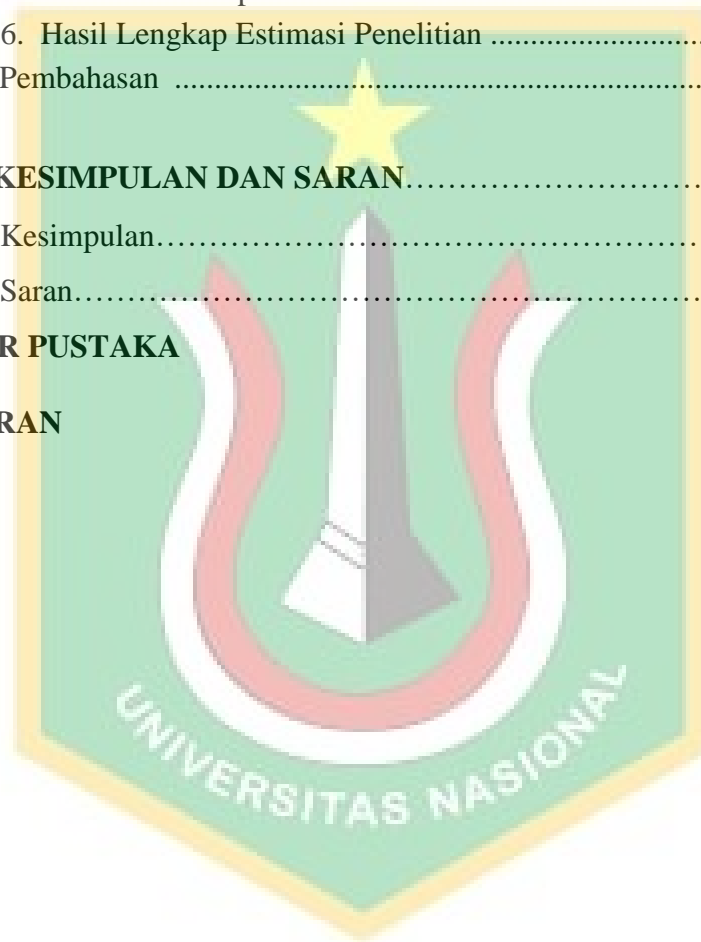 6. Hasil Lengkap Estimasi Penelitian ............................
Pembahasan ..................................................................
KESIMPULAN DAN SARAN……………………………
Kesimpulan……………………………………………………
Saran……………………………………………………………
R PUSTAKA
RAN
UNIVERSITAS NASIONAL